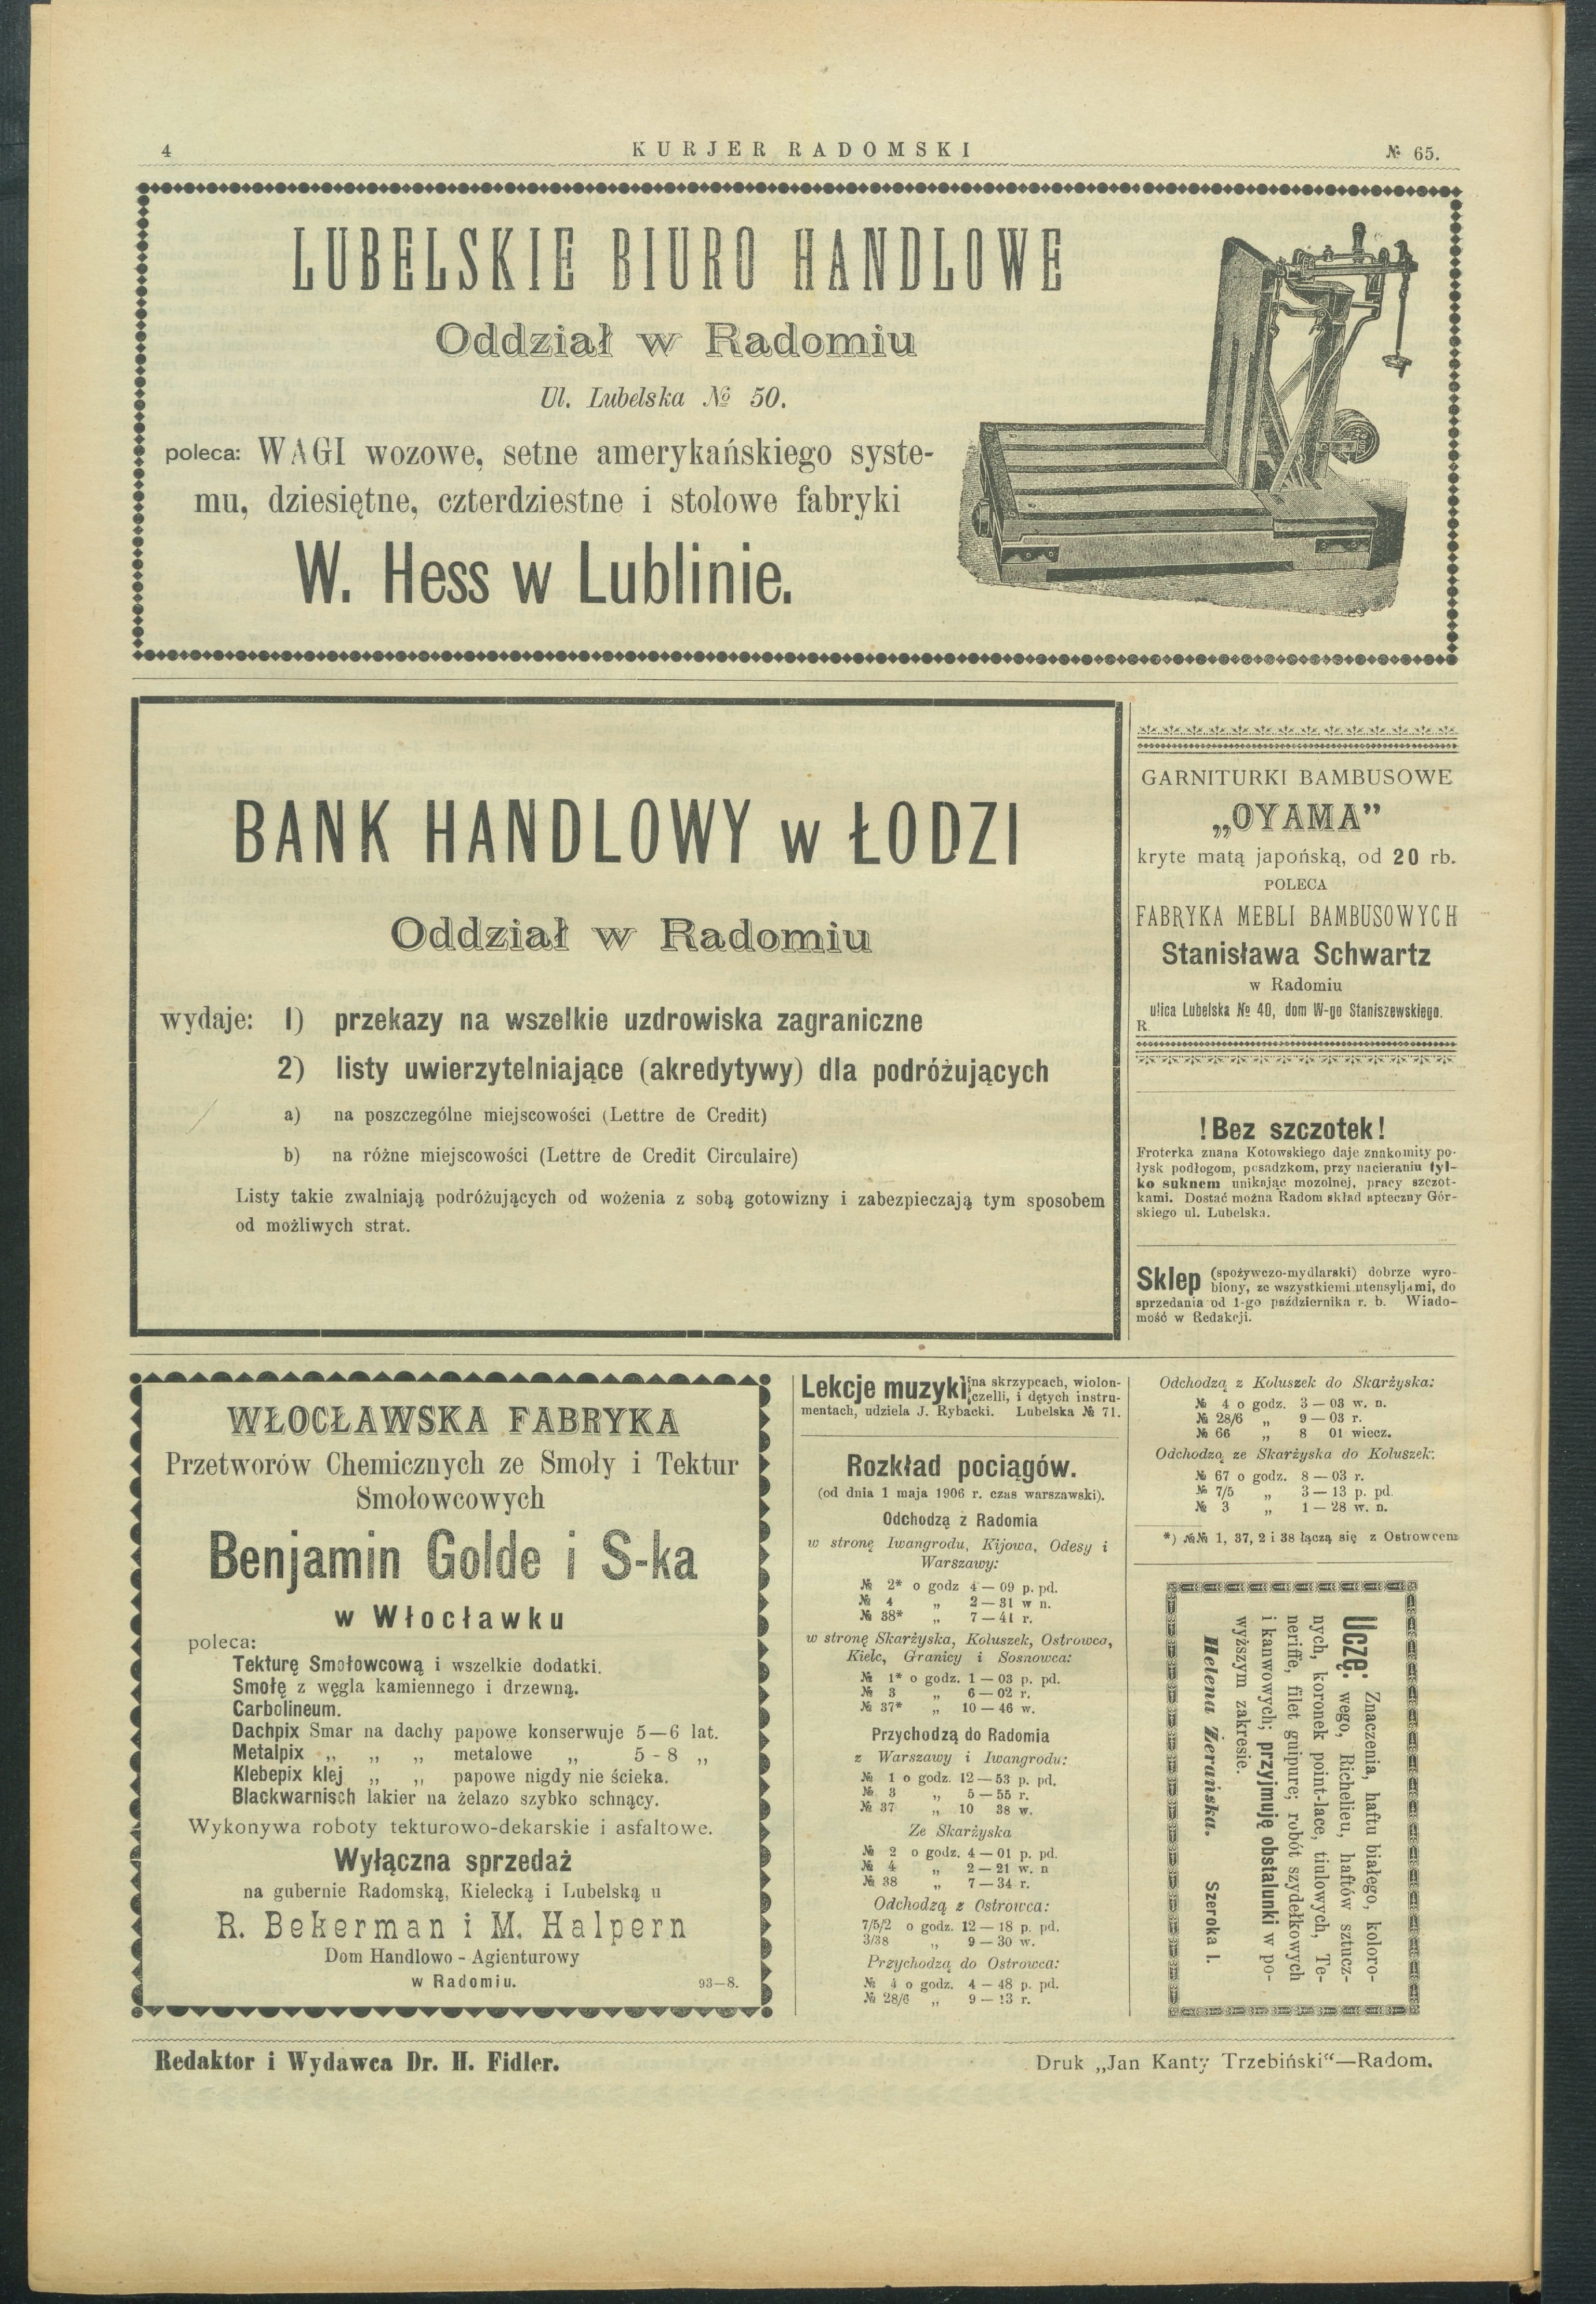 4
KURJER RADOMSKI
№ 65.
LUBELSKIE BIURO HANDLOWE
Oddział w Radomiu
Ul. Lubelska № 50.
poleca: WAGI wozowe, setne amerykańskiego syste-
mu, dziesiętne, czterdziestne i stolowe fabryki
W. Hess w Lublinie.
BANK HANDLOWY w ŁODZI
Oddział w Radomiu
wydaje: 1) przekazy na wszelkie uzdrowiska zagraniczne
2) listy uwierzytelniające (akredytywy) dla podróżujących
a) na poszczególne miejscowości (Lettre de Credit)
b) na różne miejscowości (Lettre de Credit Circulaire)
Listy takie zwalniają podróżujących od wożenia z sobą gotowizny i zabezpieczają tym sposobem
od możliwych strat.
GARNITURKI BAMBUSOWE
„OYAMA”
kryte matą japońską, od 20 rb.
POLECA
FABRYKA MEBLI BAMBUSOWYCH
Stanisława Schwartz
w Radomiu
ulica Lubelska № 40, dom W-go Staniszewskiego.
R.
!Bez szczotek!
Froterka znana Kotowskiego daje znakomity po-
łysk podłogom, posadzkom, przy nacieraniu tyl-
ko suknem unikając mozolnej, pracy szczot-
kami. Dostać można Radom skład apteczny Gór-
skiego ul. Lubelska.
Sklep (spożywczo-mydlarski) dobrze wyro-
biony, ze wszystkiemi utensyljami, do
sprzedania od 1-go października r. b. Wiado-
mość w Redakcji.
WŁOCŁAWSKA FABRYKA
Przetworów Chemicznych ze Smoły i Tektur
Smołowcowych
Benjamin Golde i S-ka
w Włocławku
poleca:
Tekturę Smołowcową i wszelkie dodatki.
Smołę z węgla kamiennego i drzewną.
Carbolineum.
Dachpix Smar na dachy papowe konserwuje 5—6 lat.
Metalpix „ „ „ metalowe „ 5-8 „
Klebepix klej „ „ papowe nigdy nie ścieka.
Blackwarnisch lakier na żelazo szybko schnący.
Wykonywa roboty tekturowo-dekarskie i asfaltowe.
Wyłączna sprzedaż
na gubernie Radomską, Kielecką i Lubelską u
R. Bekerman i M. Halpern
Dom Handlowo - Agienturowy
w Radomiu.
93—8.
Lekcje muzyki na skrzypcach, wiolon-
czelli, i dętych instru-
mentach, udziela J. Rybacki. Lubelska № 71.
Rozkład pociągów.
(od dnia 1 maja 1906 r. czas warszawski).
Odchodzą z Radomia
w stronę Iwangrodu, Kijowa, Odesy i
Warszawy:
№ 2* o godz 4—09 p. pd.
№ 4 „ 2—31 w n.
№ 38* „ 7—41 r.
w stronę Skarżyska, Koluszek, Ostrowca,
Kielc, Granicy i Sosnowca:
№ 1* o godz. 1—03 p. pd.
№ 3 „ 6—02 r.
№ 37* „ 10—46 w.
Przychodzą do Radomia
z Warszawy i Iwangrodu:
№ 1 o godz. 12—53 p. pd.
№ 3 „ 5—55 r.
№ 37 „ 10 38 w.
Ze Skarżyska
№ 2 o godz. 4—01 p. pd.
№ 4 „ 2—21 w. n
№ 38 „ 7—34 r.
Odchodzą z Ostrowca:
7/5/2 o godz. 12—18 p. pd.
3/38 „ 9—30 w.
Przychodzą do Ostrowca:
№ 4 o godz. 4—48 p. pd.
№ 28/6 „ 9—13 r.
Odchodzą z Koluszek do Skarżyska:
№ 4 o godz. 3—03 w. n.
№ 28/6 „ 9—03 r.
№ 66 „ 8 01 wiecz.
Odchodzą ze Skarżyska do Koluszek:
№ 67 o godz. 8—03 r.
№ 7/5 „ 3—13 p. pd
№ 3 „ 1—28 w. n.
*) №№ 1, 37, 2 i 38 łączą się z Ostrowcem
Uczę: Znaczenia, haftu białego, koloro-
wego, Richelieu, haftów sztucz-
nych, koronek point-lace, tiulowych, Te-
neriffe, filet guipure; robót szydełkowych
i kanwowych; przyjmuję obstalunki w po-
wyższym zakresie.
Helena Żerańska. Szeroka 1.
Redaktor i Wydawca Dr. H. Fidler.
Druk „Jan Kanty Trzebiński“—Radom.